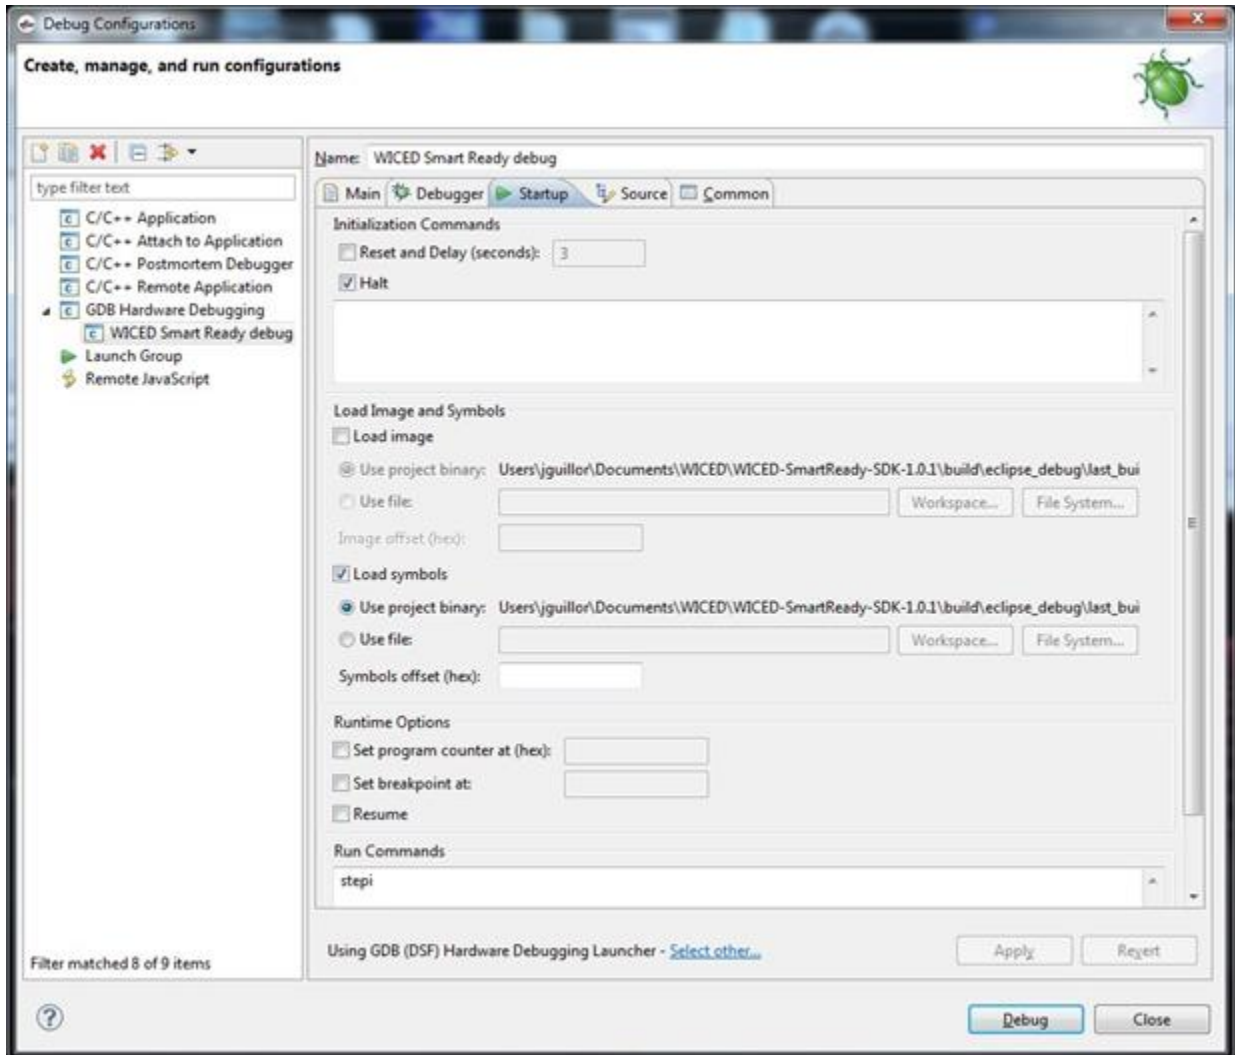 Debug Configurations
Create, manage, and run configurations
type filter text
C/C++ Application
C/C++ Attach to Application
C/C++ Postmortem Debugger
C/C++ Remote Application
GDB Hardware Debugging
WICED Smart Ready debug
Launch Group
Remote JavaScript
Filter matched 8 of 9 items
Name: WICED Smart Ready debug
Main Debugger Startup Source Common
Initialization Commands
Reset and Delay (seconds): 3
Halt
Load Image and Symbols
Load image
Use project binary: Users\jguillor\Documents\WICED\WICED-SmartReady-SDK-1.0.1\build\eclipse_debug\last_bui
Use file: Workspace... File System...
Image offset (hex):
Load symbols
Use project binary: Users\jguillor\Documents\WICED\WICED-SmartReady-SDK-1.0.1\build\eclipse_debug\last_bui
Use file: Workspace... File System...
Symbols offset (hex):
Runtime Options
Set program counter at (hex):
Set breakpoint at:
Resume
Run Commands
stepi
Using GDB (DSF) Hardware Debugging Launcher - Select other...
Apply Revert
Debug Close